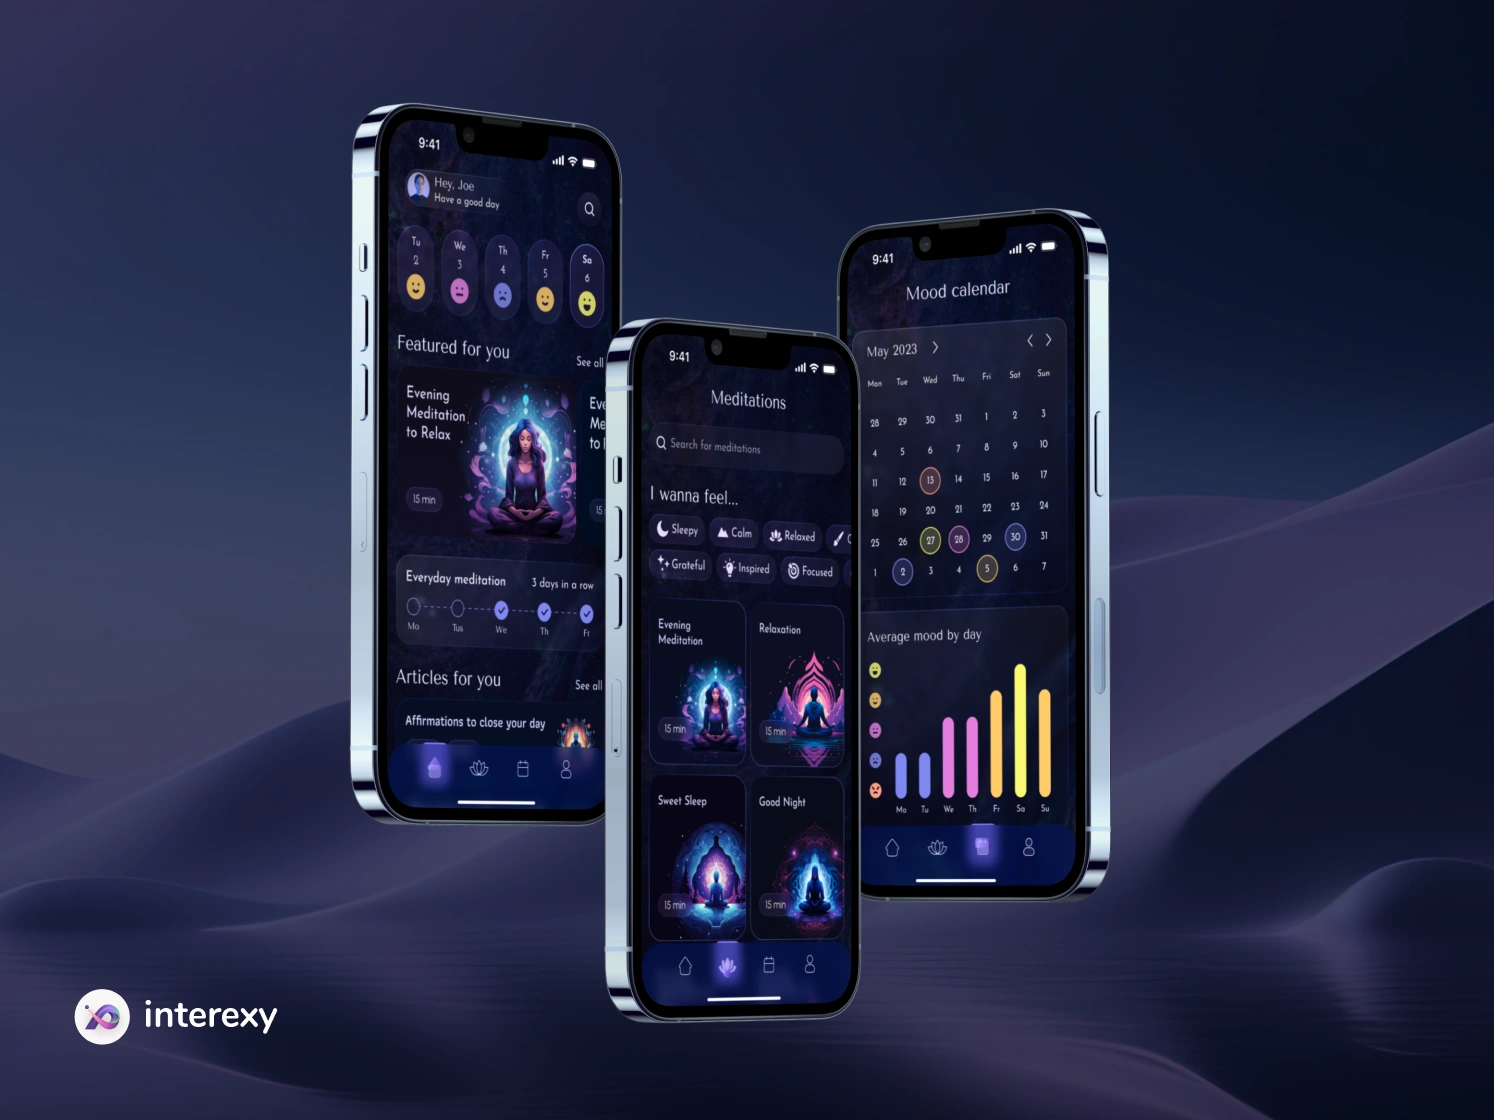 9:41
Hey, Joe
Have a good day
Tu We Th Fr Sa
2 3 4 5 6
Featured for you
See all
Evening
Meditation
to Relax
15 min
Everyday meditation
3 days in a row
Mo Tus We Th Fr
Articles for you
See all
Affirmations to close your day
9:41
Meditations
Search for meditations
I wanna feel...
Sleepy Calm Relaxed
Grateful Inspired Focused
Evening
Meditation
15 min
Relaxation
15 min
Sweet Sleep
15 min
Good Night
15 min
9:41
Mood calendar
May 2023
Mon Tue Wed Thu Fri Sat Sun
28 29 30 31 1 2 3
4 5 6 7 8 9 10
11 12 13 14 15 16 17
18 19 20 21 22 23 24
25 26 27 28 29 30 31
1 2 3 4 5 6 7
Average mood by day
Mo Tu We Th Fr Sa Su
interexy